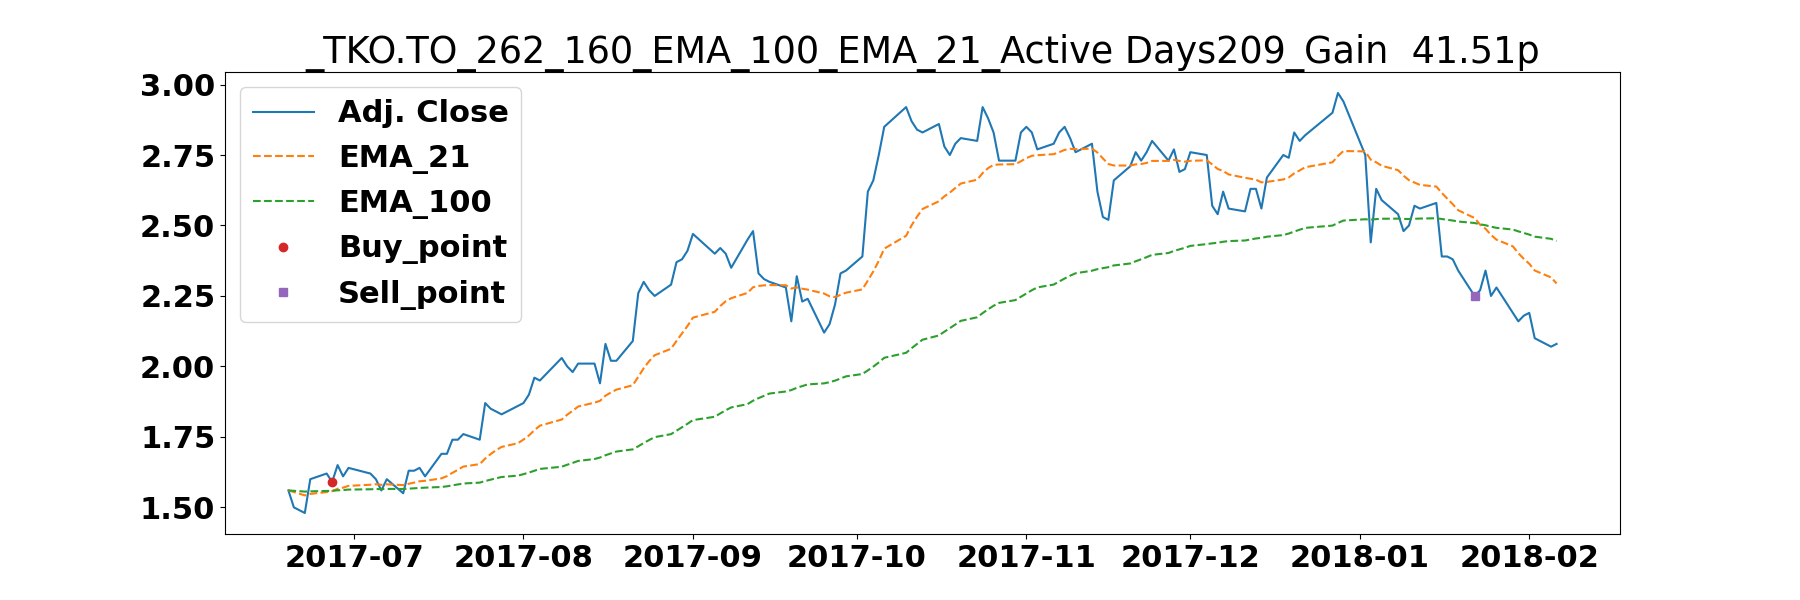 _TKO.TO_262_160_EMA_100_EMA_21_Active Days209_Gain  41.51p
3.00
2.75
2.50
2.25
2.00
1.75
1.50
Adj. Close
EMA_21
EMA_100
Buy_point
Sell_point
2017-07 2017-08 2017-09 2017-10 2017-11 2017-12 2018-01 2018-02